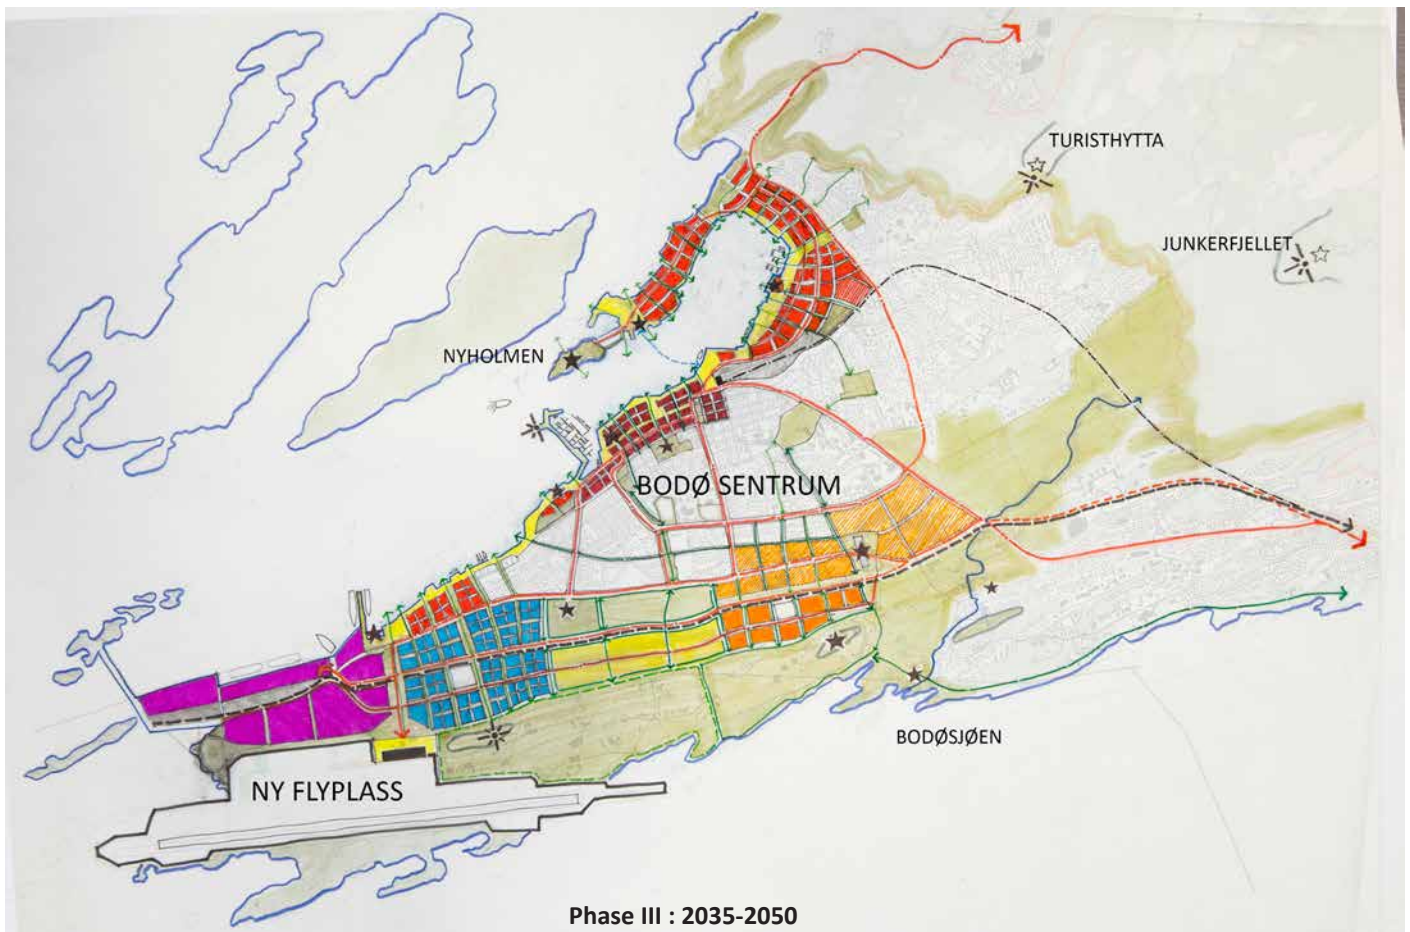 TURISTHYTTA
JUNKERFJELLET
NYHOLMEN
BODØ SENTRUM
BODØSJØEN
NY FLYPLASS
Phase III : 2035-2050